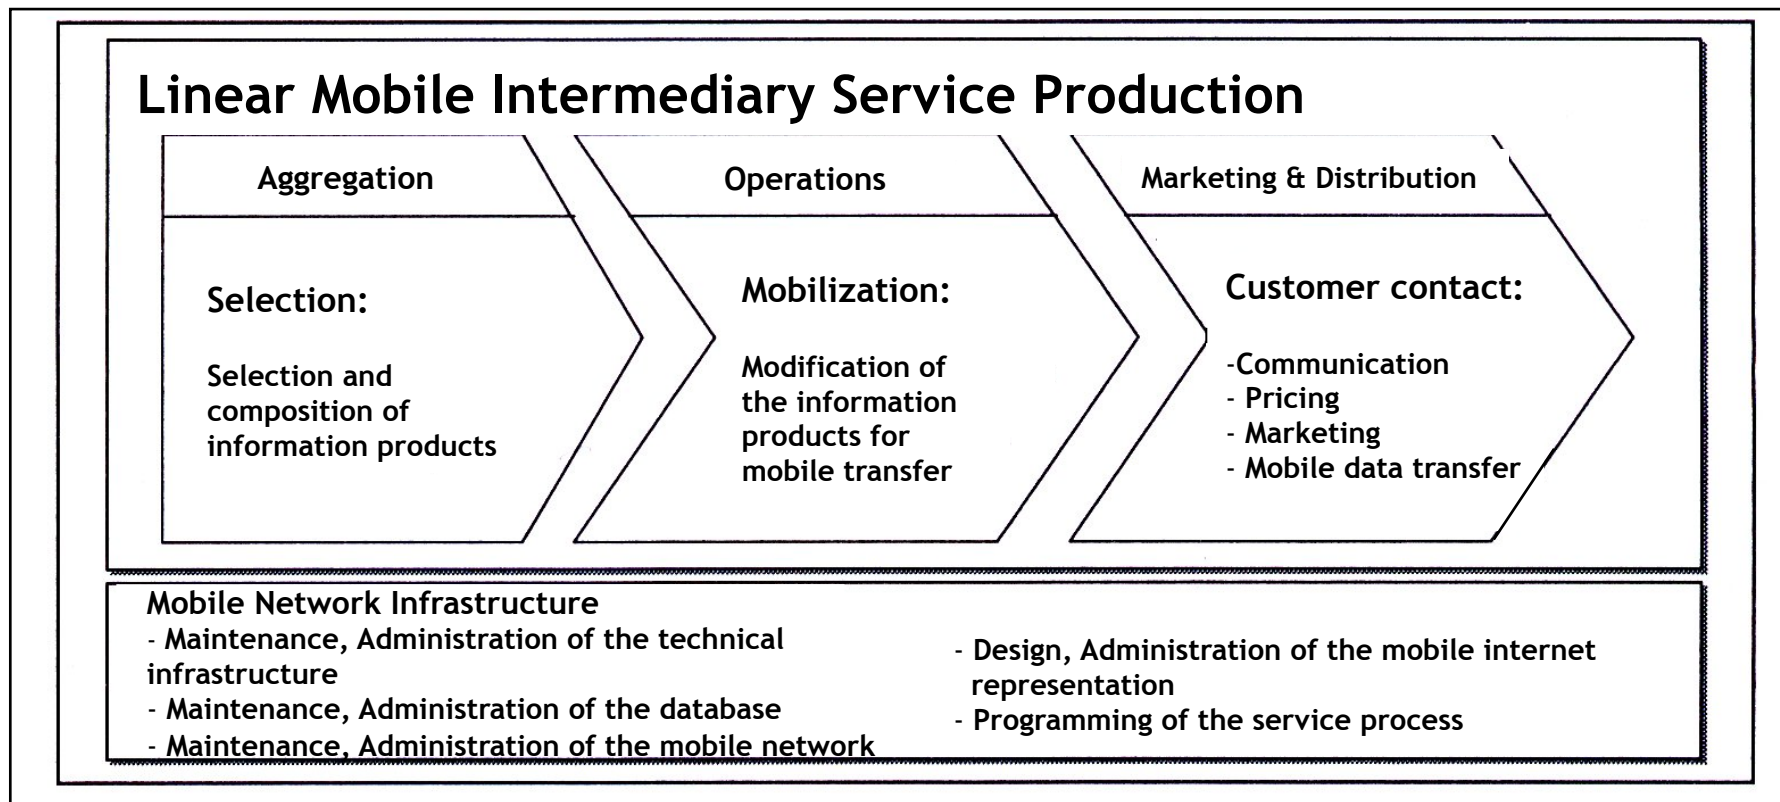 Linear Mobile Intermediary Service Production
Aggregation
Selection:
Selection and
composition of
information products
Operations
Mobilization:
Modification of
the information
products for
mobile transfer
Marketing & Distribution
Customer contact:
-Communication
- Pricing
- Marketing
- Mobile data transfer
Mobile Network Infrastructure
- Maintenance, Administration of the technical
infrastructure
- Maintenance, Administration of the database
- Maintenance, Administration of the mobile network
- Design, Administration of the mobile internet
representation
- Programming of the service process